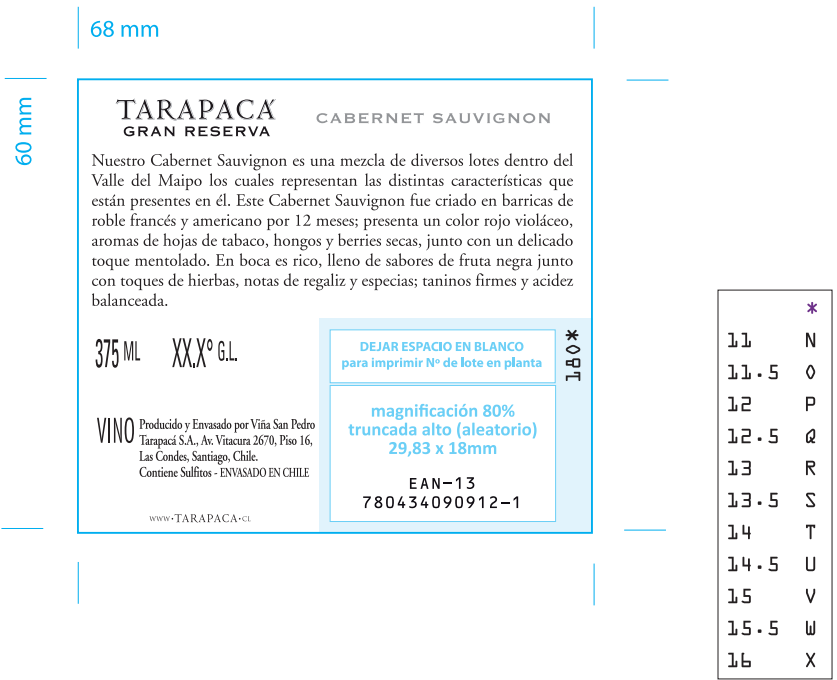 68 mm
60 mm
TARAPACÁ
GRAN RESERVA
CABERNET SAUVIGNON
Nuestro Cabernet Sauvignon es una mezcla de diversos lotes dentro del
Valle del Maipo los cuales representan las distintas características que
están presentes en él. Este Cabernet Sauvignon fue criado en barricas de
roble francés y americano por 12 meses; presenta un color rojo violáceo,
aromas de hojas de tabaco, hongos y berries secas, junto con un delicado
toque mentolado. En boca es rico, lleno de sabores de fruta negra junto
con toques de hierbas, notas de regaliz y especias; taninos firmes y acidez
balanceada.
375 ML
XX.X° G.L.
DEJAR ESPACIO EN BLANCO
para imprimir Nº de lote en planta
180*
VINO
Producido y Envasado por Viña San Pedro
Tarapacá S.A., Av. Vitacura 2670, Piso 16,
Las Condes, Santiago, Chile.
Contiene Sulfitos - ENVASADO EN CHILE
magnificación 80%
truncada alto (aleatorio)
29,83 x 18mm
EAN-13
780434090912-1
www·TARAPACA·CL
*
11 N
11.5 O
12 P
12.5 Q
13 R
13.5 S
14 T
14.5 U
15 V
15.5 W
16 X